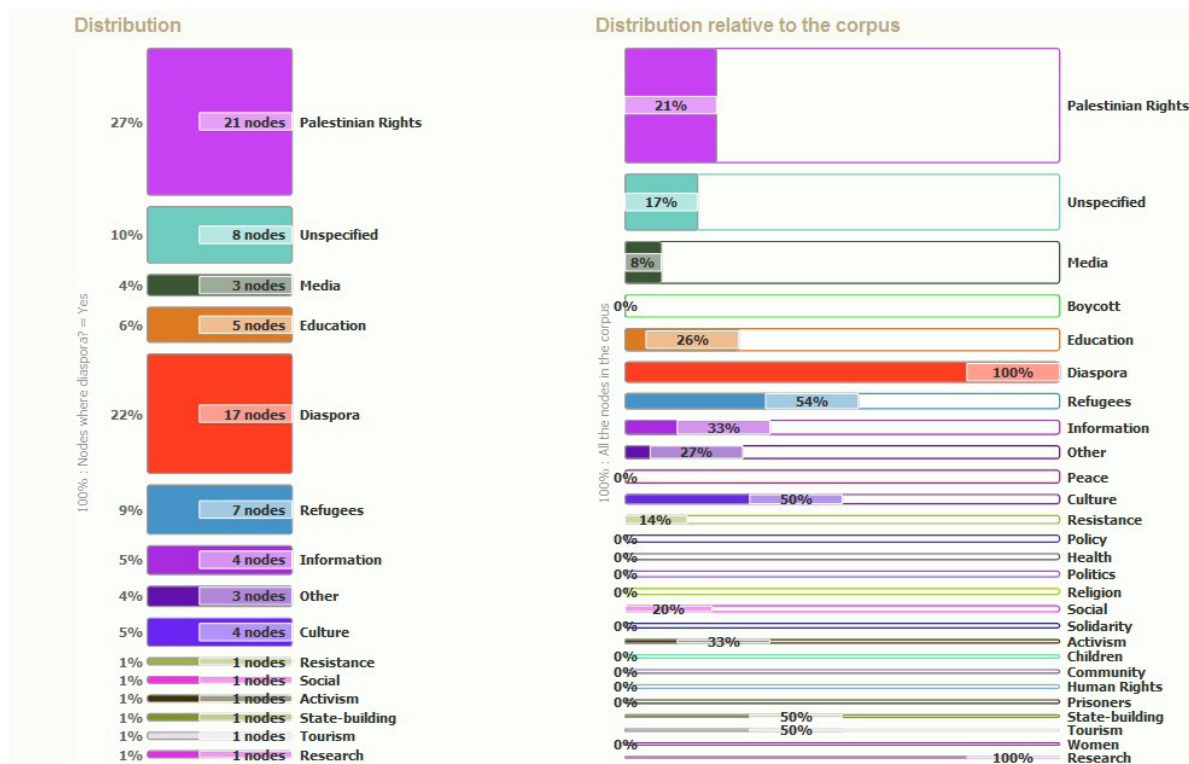 Distribution
27% 21 nodes Palestinian Rights
10% 8 nodes Unspecified
4% 3 nodes Media
6% 5 nodes Education
22% 17 nodes Diaspora
9% 7 nodes Refugees
5% 4 nodes Information
4% 3 nodes Other
5% 4 nodes Culture
1% 1 nodes Resistance
1% 1 nodes Social
1% 1 nodes Activism
1% 1 nodes State-building
1% 1 nodes Tourism
1% 1 nodes Research
100% : Nodes where diaspora? = Yes
Distribution relative to the corpus
21% Palestinian Rights
17% Unspecified
8% Media
0% Boycott
26% Education
100% Diaspora
54% Refugees
33% Information
27% Other
0% Peace
50% Culture
14% Resistance
0% Policy
0% Health
0% Politics
0% Religion
20% Social
0% Solidarity
33% Activism
0% Children
0% Community
0% Human Rights
0% Prisoners
50% State-building
50% Tourism
0% Women
100% Research
100% : All the nodes in the corpus